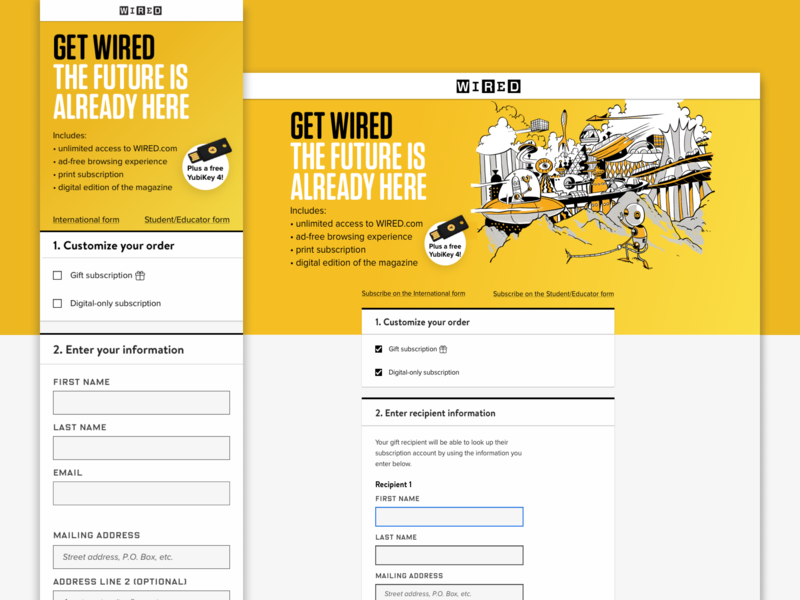 WIRED
GET WIRED
THE FUTURE IS
ALREADY HERE
Includes:
• unlimited access to WIRED.com
• ad-free browsing experience
• print subscription
• digital edition of the magazine
Plus a free
YubiKey 4!
International form
Student/Educator form
1. Customize your order
Gift subscription
Digital-only subscription
2. Enter your information
FIRST NAME
LAST NAME
EMAIL
MAILING ADDRESS
Street address, P.O. Box, etc.
ADDRESS LINE 2 (OPTIONAL)
WIRED
GET WIRED
THE FUTURE IS
ALREADY HERE
Includes:
• unlimited access to WIRED.com
• ad-free browsing experience
• print subscription
• digital edition of the magazine
Plus a free
YubiKey 4!
Subscribe on the International form
Subscribe on the Student/Educator form
1. Customize your order
Gift subscription
Digital-only subscription
2. Enter recipient information
Your gift recipient will be able to look up their
subscription account by using the information you
enter below.
Recipient 1
FIRST NAME
LAST NAME
MAILING ADDRESS
Street address, P.O. Box, etc.